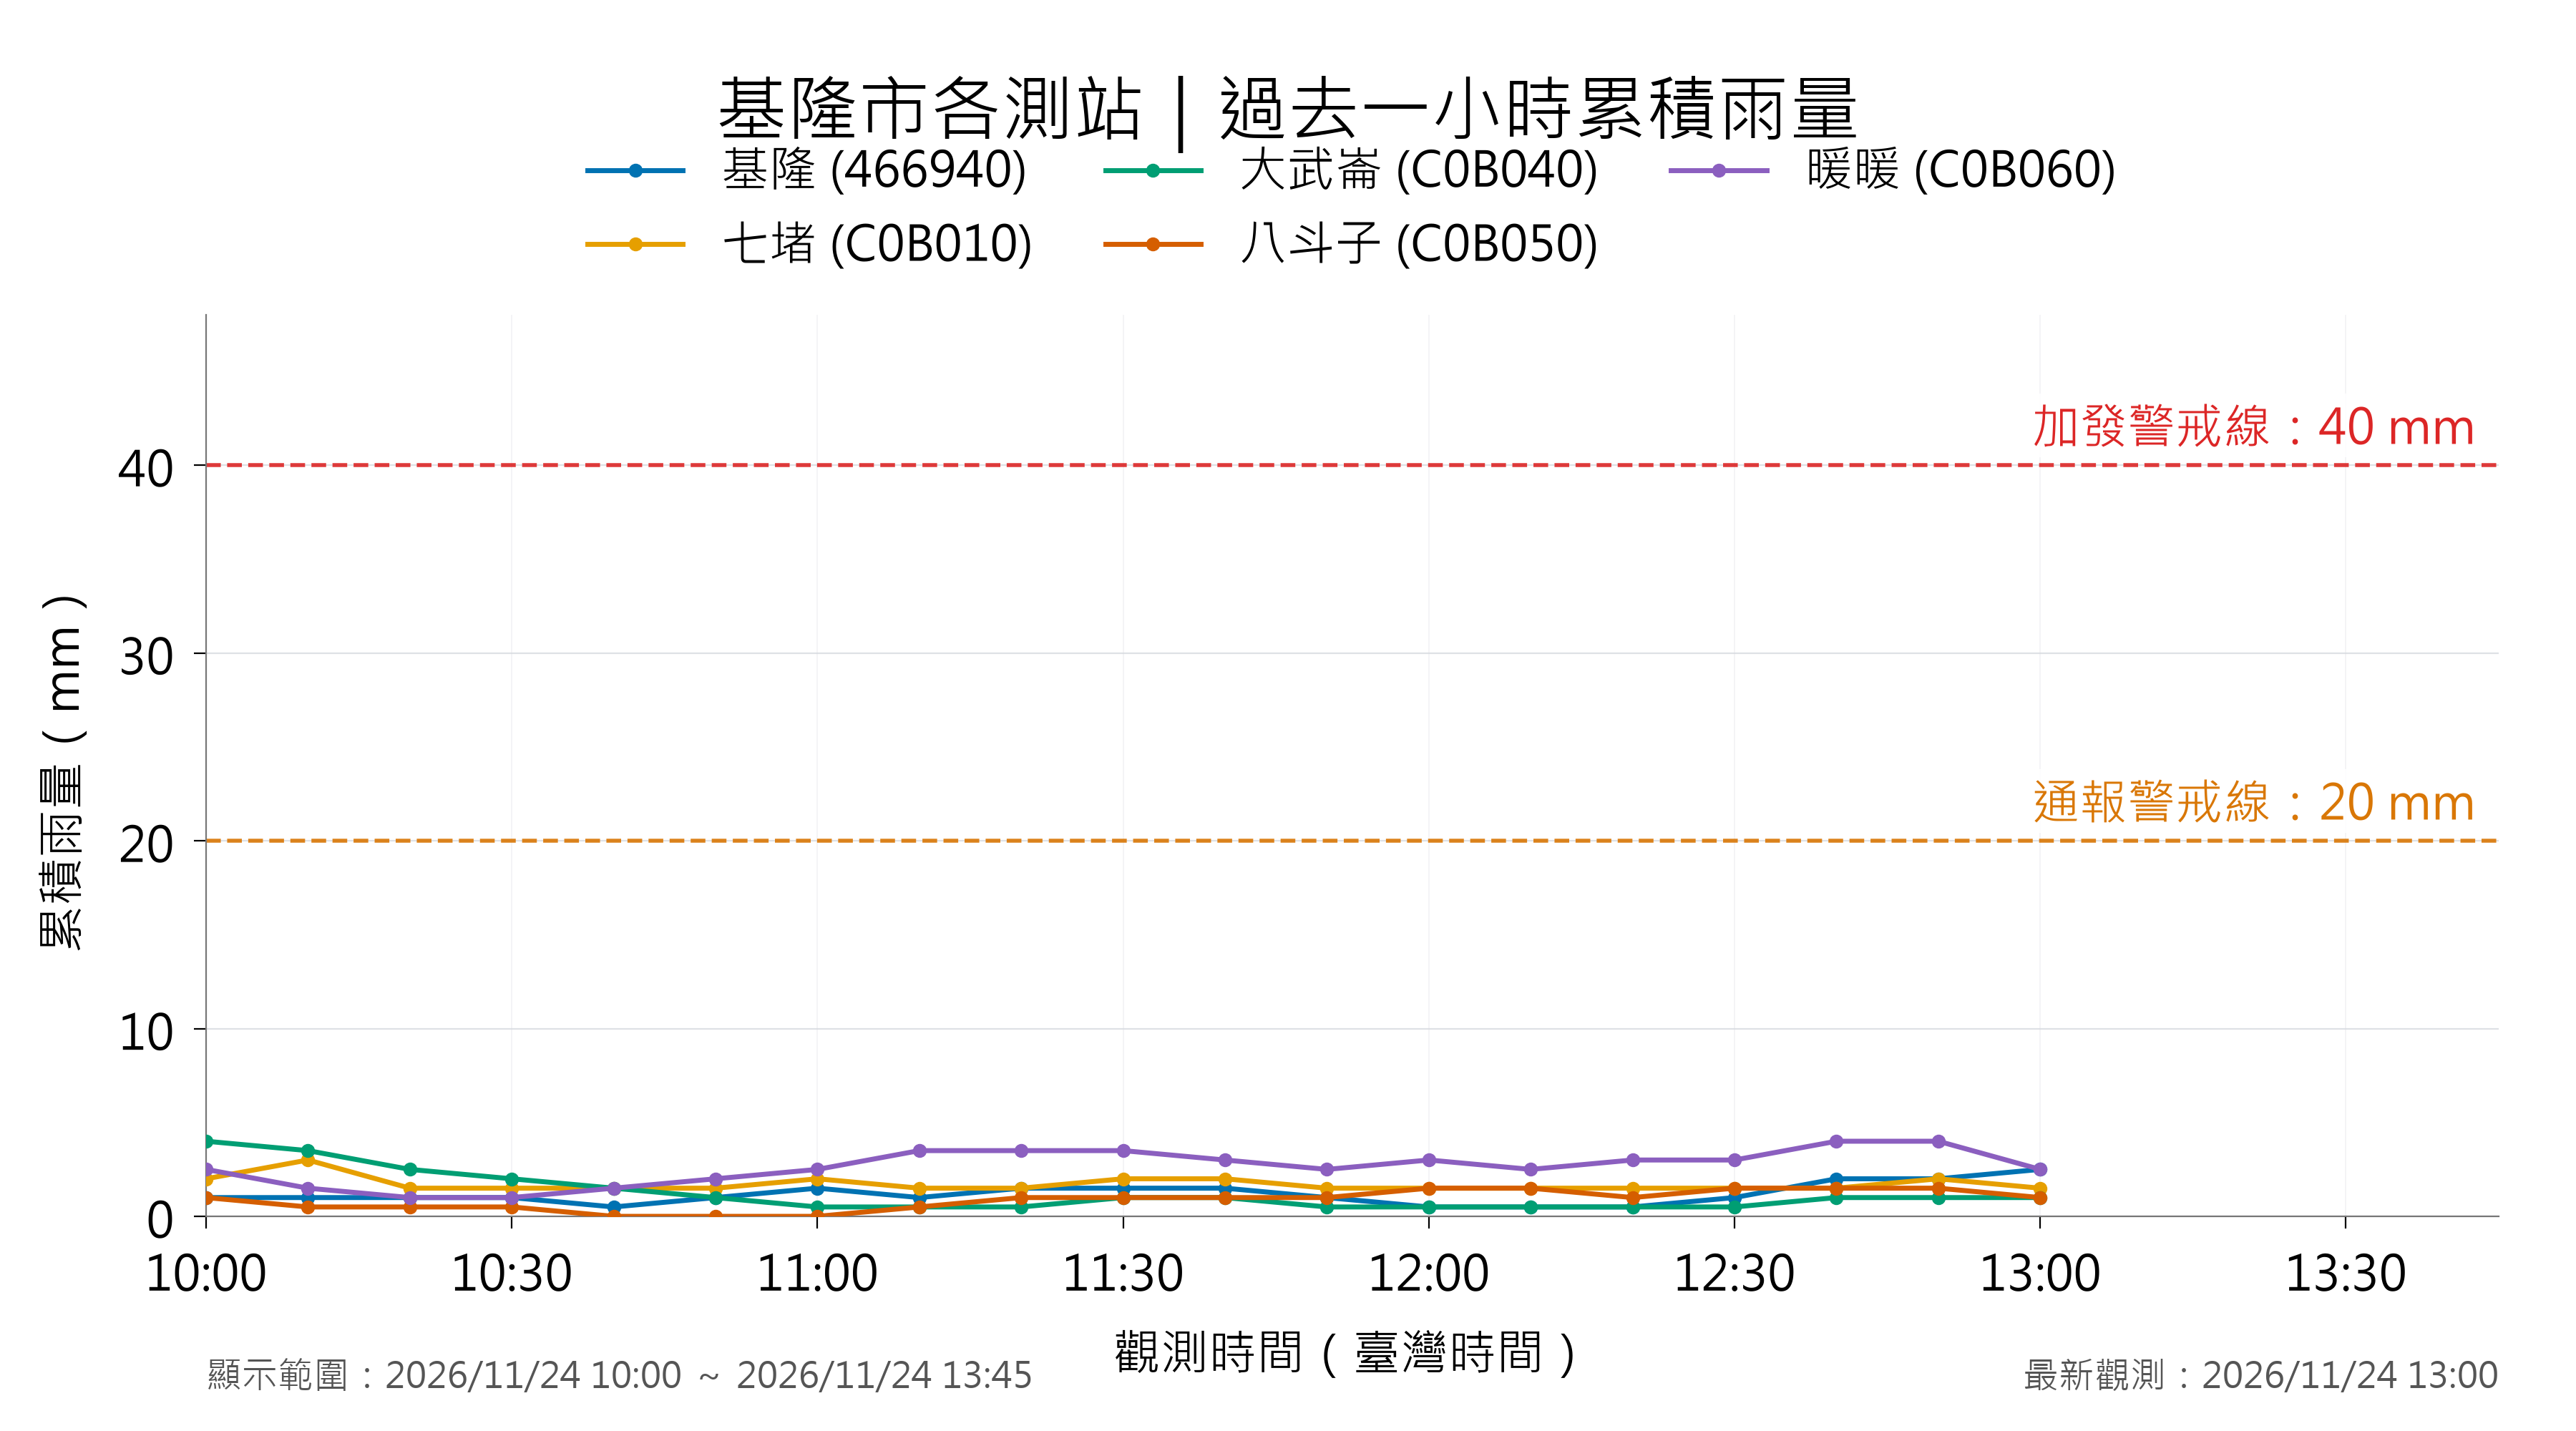 基隆市各測站 | 過去一小時累積雨量
基隆 (466940)
大武崙 (C0B040)
暖暖 (C0B060)
七堵 (C0B010)
八斗子 (C0B050)
累積雨量（mm）
40
30
20
10
0
加發警戒線：40 mm
通報警戒線：20 mm
10:00
10:30
11:00
11:30
12:00
12:30
13:00
13:30
觀測時間（臺灣時間）
顯示範圍：2026/11/24 10:00 ~ 2026/11/24 13:45
最新觀測：2026/11/24 13:00